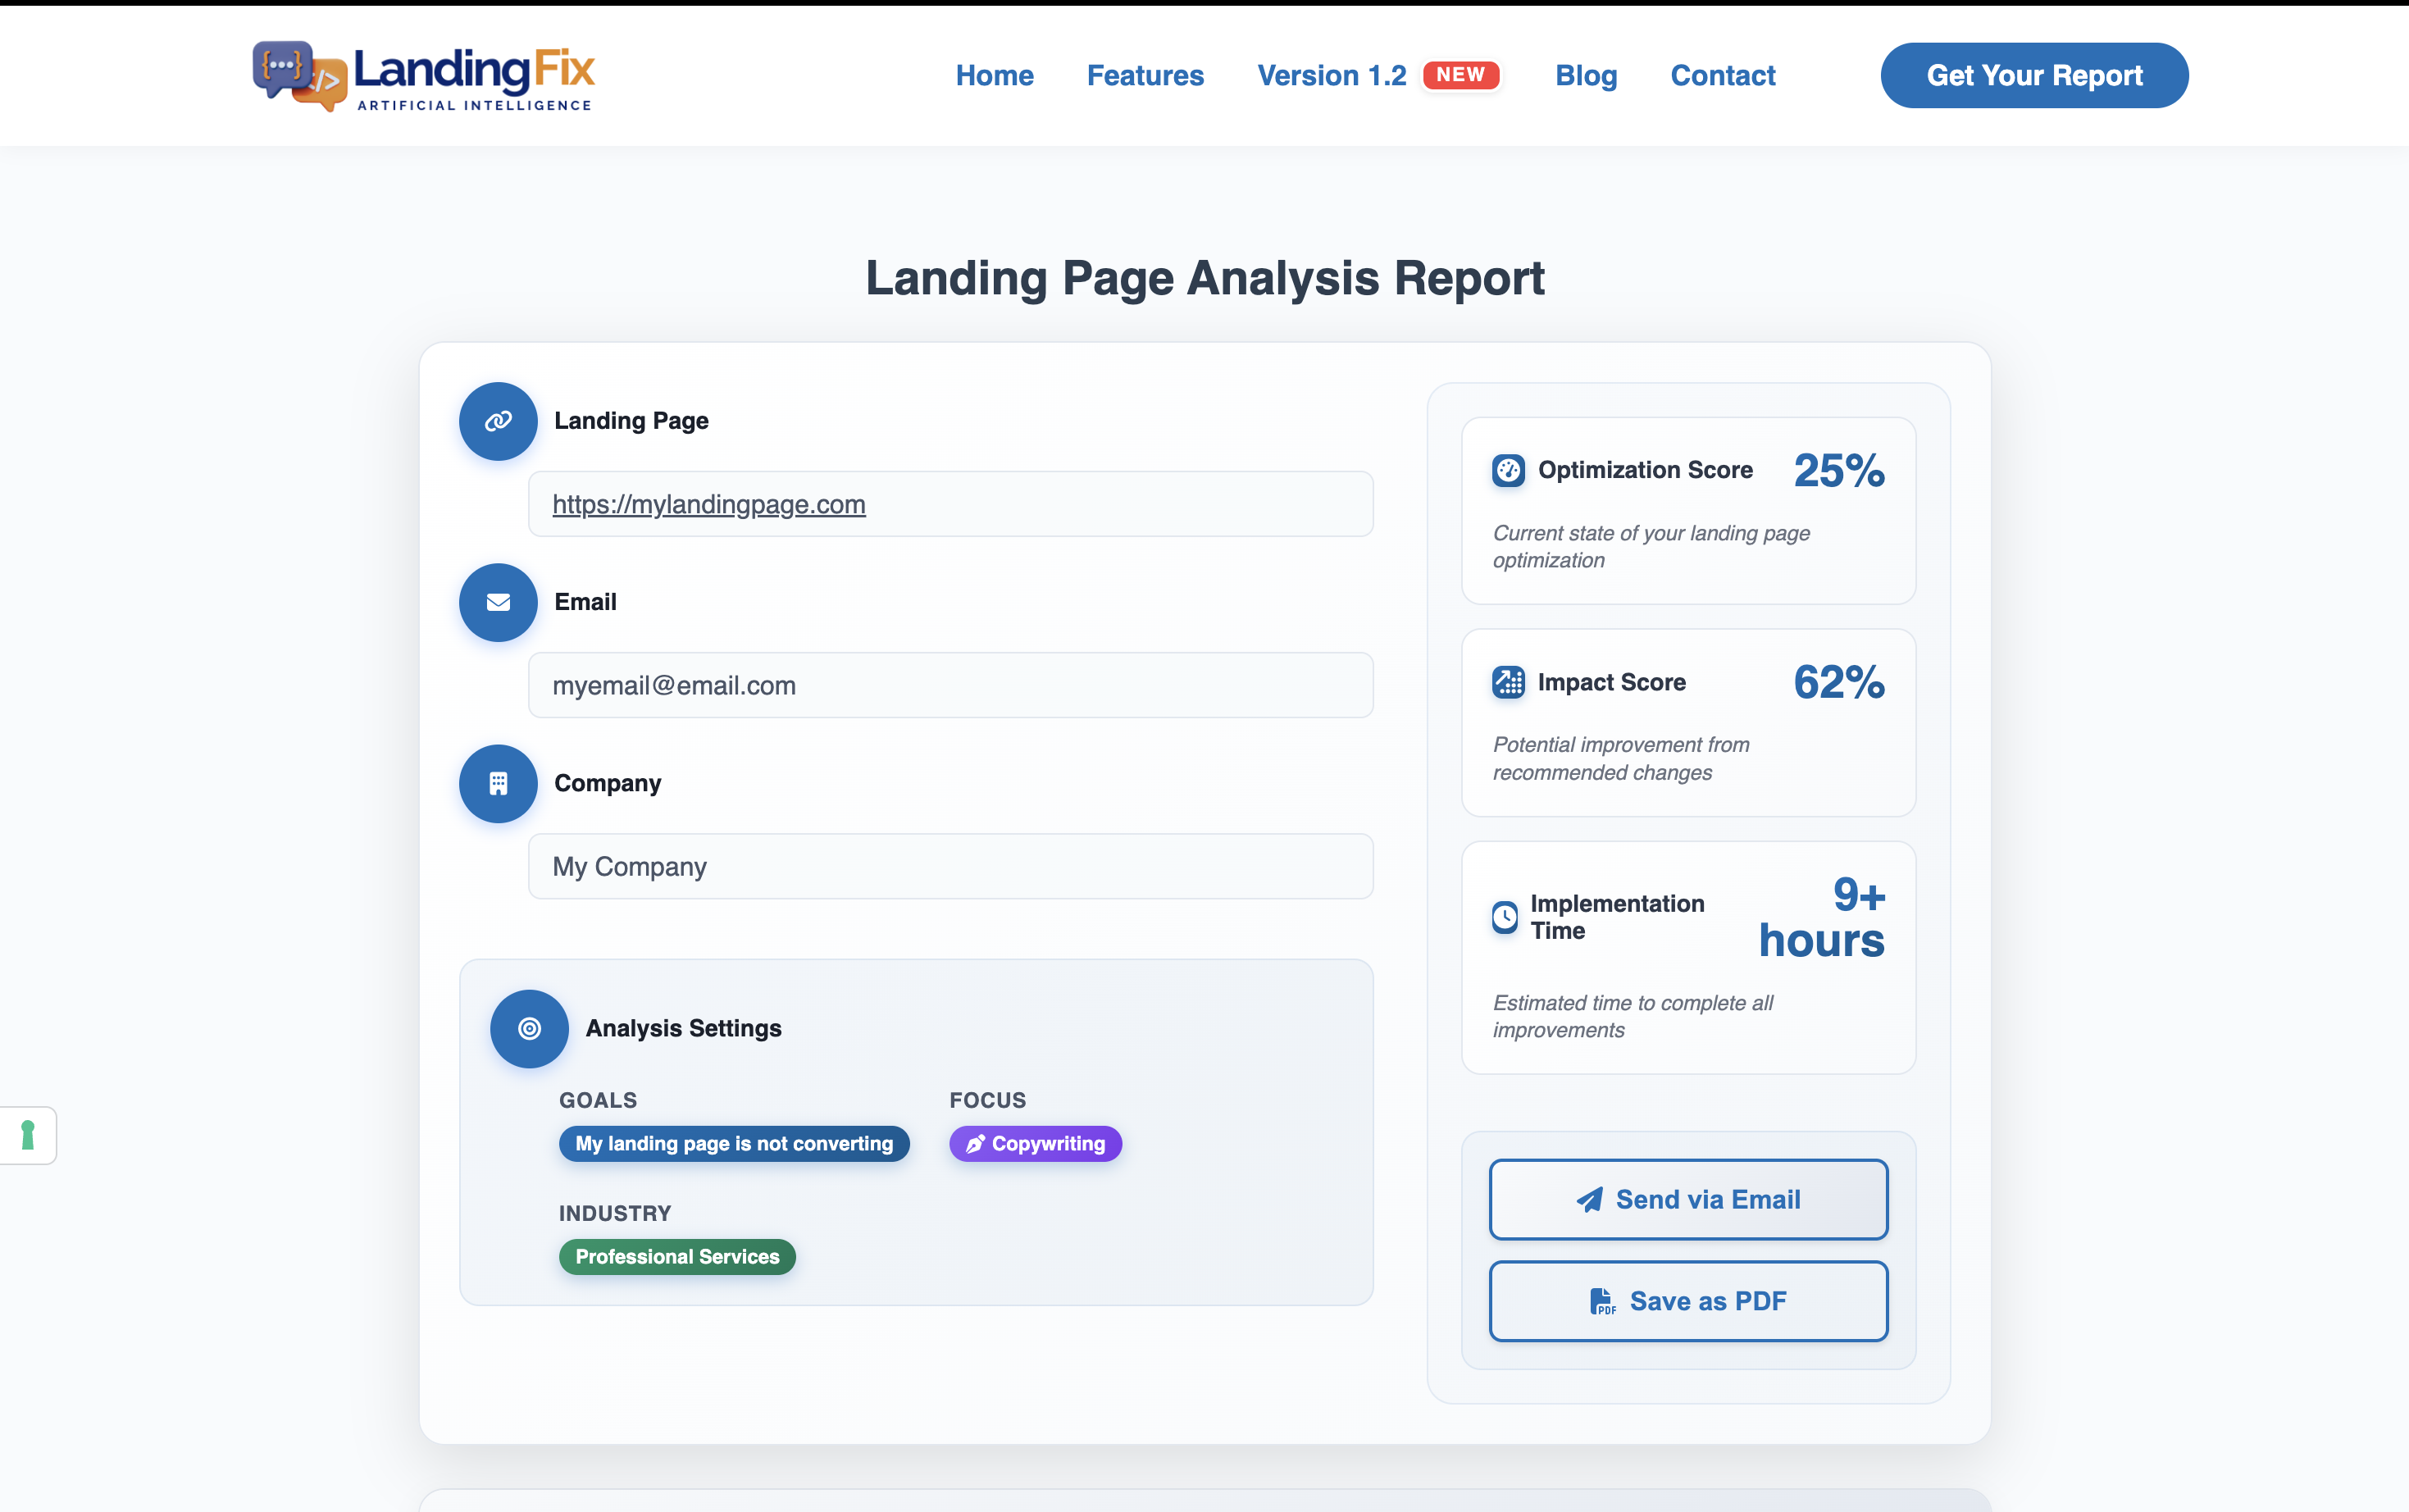 {•••} </> LandingFix
ARTIFICIAL INTELLIGENCE
Home Features Version 1.2 NEW Blog Contact Get Your Report
Landing Page Analysis Report
Landing Page
https://mylandingpage.com
Email
myemail@email.com
Company
My Company
Analysis Settings
GOALS
My landing page is not converting
FOCUS
Copywriting
INDUSTRY
Professional Services
Optimization Score 25%
Current state of your landing page
optimization
Impact Score 62%
Potential improvement from
recommended changes
Implementation
Time
9+
hours
Estimated time to complete all
improvements
Send via Email
PDF Save as PDF